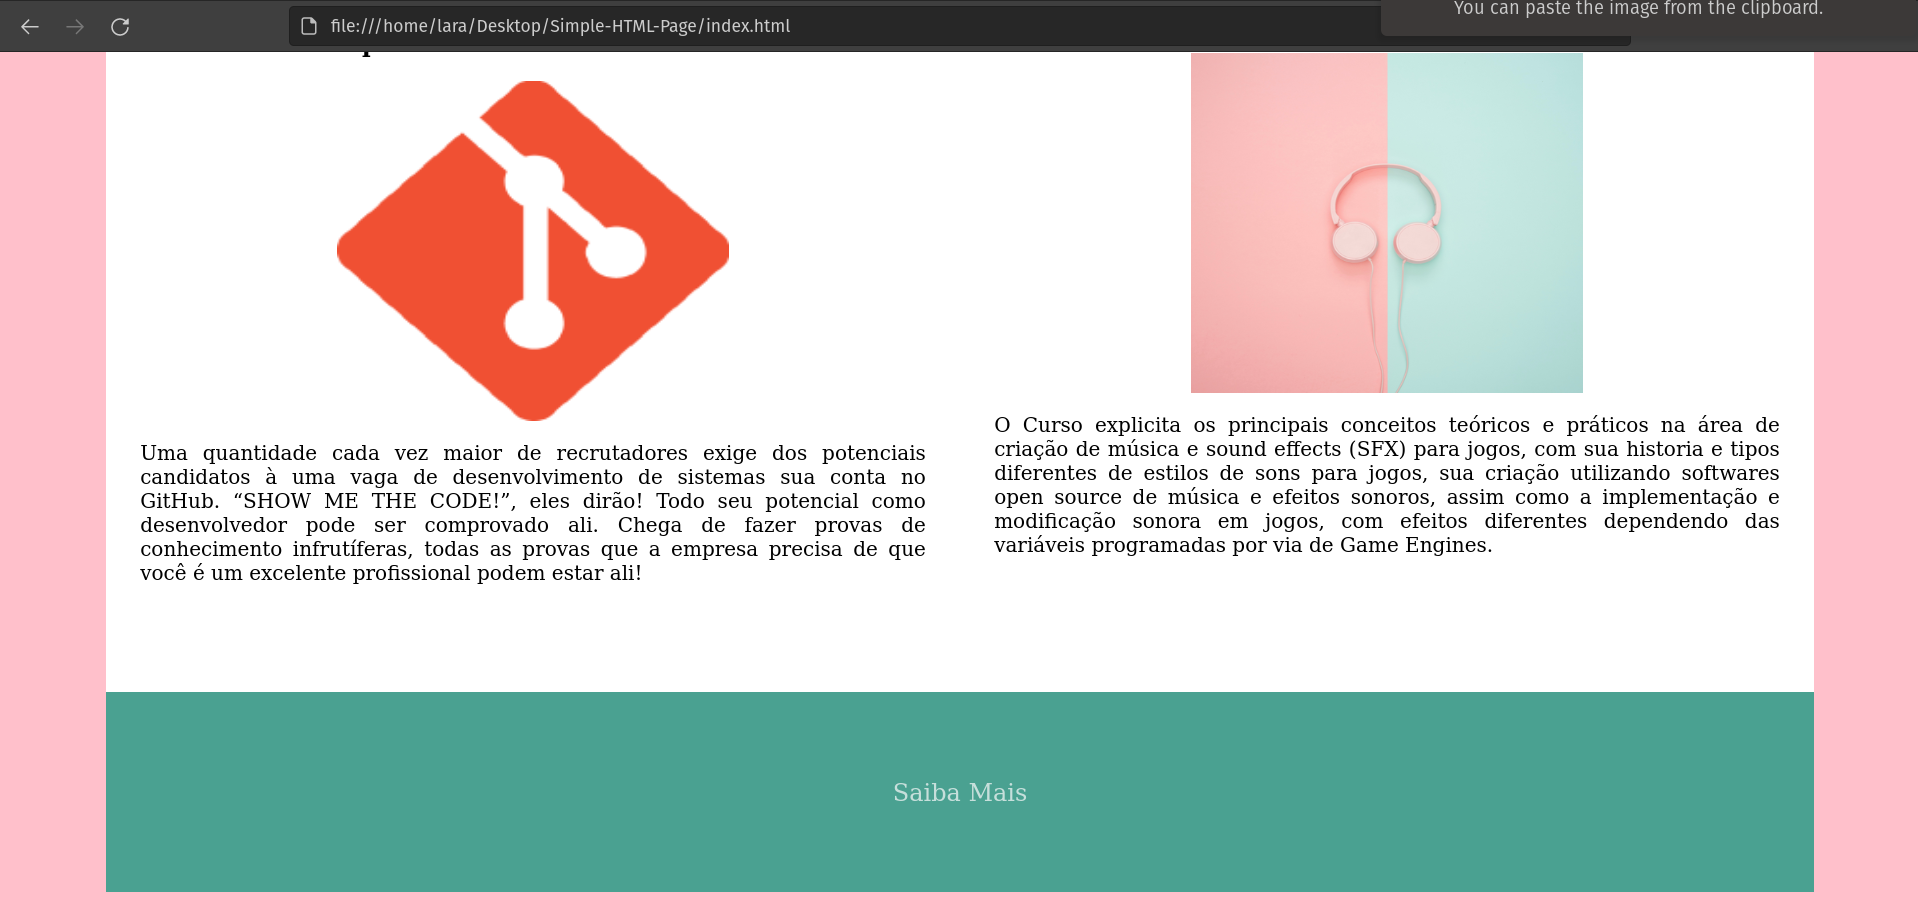 You can paste the image from the clipboard.
file:///home/lara/Desktop/Simple-HTML-Page/index.html
Uma quantidade cada vez maior de recrutadores exige dos potenciais
candidatos à uma vaga de desenvolvimento de sistemas sua conta no
GitHub. “SHOW ME THE CODE!”, eles dirão! Todo seu potencial como
desenvolvedor pode ser comprovado ali. Chega de fazer provas de
conhecimento infrutíferas, todas as provas que a empresa precisa de que
você é um excelente profissional podem estar ali!
O Curso explicita os principais conceitos teóricos e práticos na área de
criação de música e sound effects (SFX) para jogos, com sua historia e tipos
diferentes de estilos de sons para jogos, sua criação utilizando softwares
open source de música e efeitos sonoros, assim como a implementação e
modificação sonora em jogos, com efeitos diferentes dependendo das
variáveis programadas por via de Game Engines.
Saiba Mais